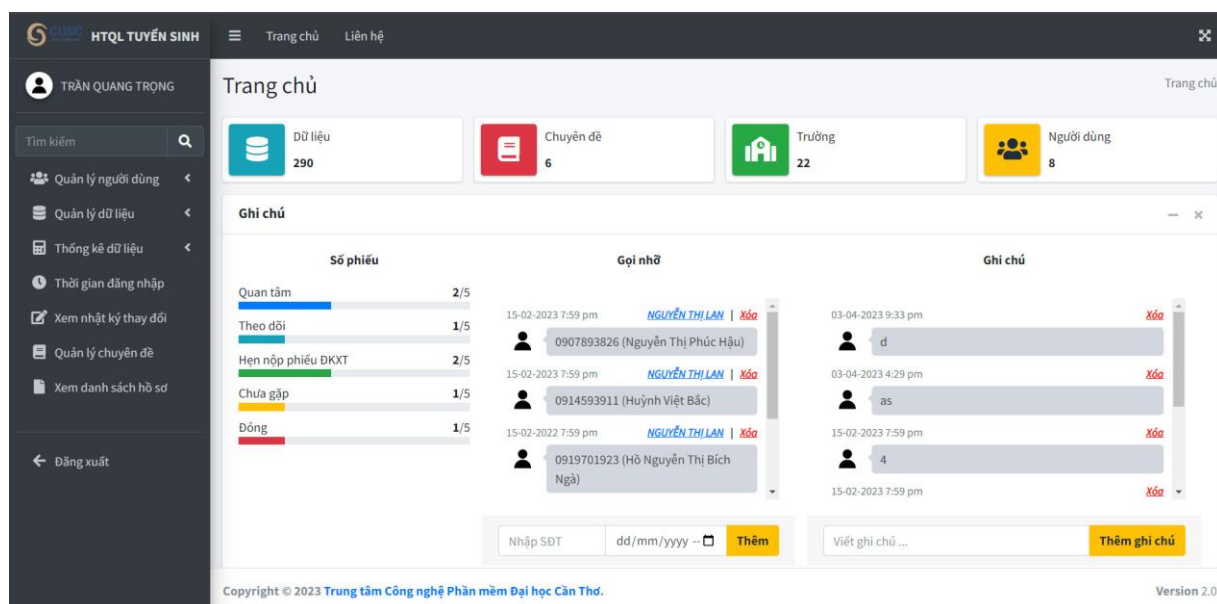 CUSC HTQL TUYỂN SINH
Trang chủ Liên hệ
TRẦN QUANG TRỌNG
Tìm kiếm
Quản lý người dùng
Quản lý dữ liệu
Thống kê dữ liệu
Thời gian đăng nhập
Xem nhật ký thay đổi
Quản lý chuyên đề
Xem danh sách hồ sơ
Đăng xuất
Trang chủ
Trang chủ
Dữ liệu
290
Chuyên đề
6
Trường
22
Người dùng
8
Ghi chú
Số phiếu
Quan tâm 2/5
Theo dõi 1/5
Hẹn nộp phiếu ĐKXT 2/5
Chưa gặp 1/5
Đóng 1/5
Gọi nhỡ
15-02-2023 7:59 pm NGUYỄN THỊ LAN | Xóa
0907893826 (Nguyễn Thị Phúc Hậu)
15-02-2023 7:59 pm NGUYỄN THỊ LAN | Xóa
0914593911 (Huỳnh Việt Bắc)
15-02-2022 7:59 pm NGUYỄN THỊ LAN | Xóa
0919701923 (Hồ Nguyễn Thị Bích
Ngà)
Nhập SĐT dd/mm/yyyy -- Thêm
Ghi chú
03-04-2023 9:33 pm Xóa
d
03-04-2023 4:29 pm Xóa
as
15-02-2023 7:59 pm Xóa
4
15-02-2023 7:59 pm Xóa
Viết ghi chú ... Thêm ghi chú
Copyright © 2023 Trung tâm Công nghệ Phần mềm Đại học Cần Thơ.
Version 2.0